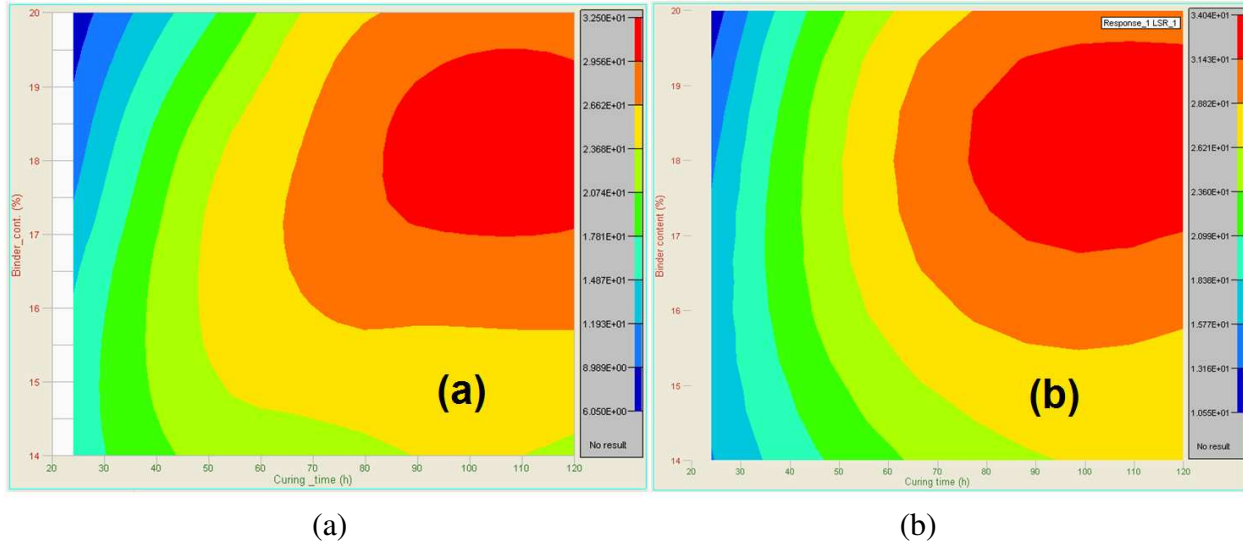 20
19
18
17
16
15
14
Binder_cont. (%)
20 30 40 50 60 70 80 90 100 110 120
Curing _time (h)
(a)
3.250E+01
2.956E+01
2.662E+01
2.368E+01
2.074E+01
1.781E+01
1.487E+01
1.193E+01
8.989E+00
6.050E+00
No result
20
19
18
17
16
15
14
Binder content (%)
20 30 40 50 60 70 80 90 100 110 120
Curing time (h)
Response_1 LSR_1
(b)
3.404E+01
3.143E+01
2.882E+01
2.621E+01
2.360E+01
2.099E+01
1.838E+01
1.577E+01
1.316E+01
1.055E+01
No result
(a)
(b)